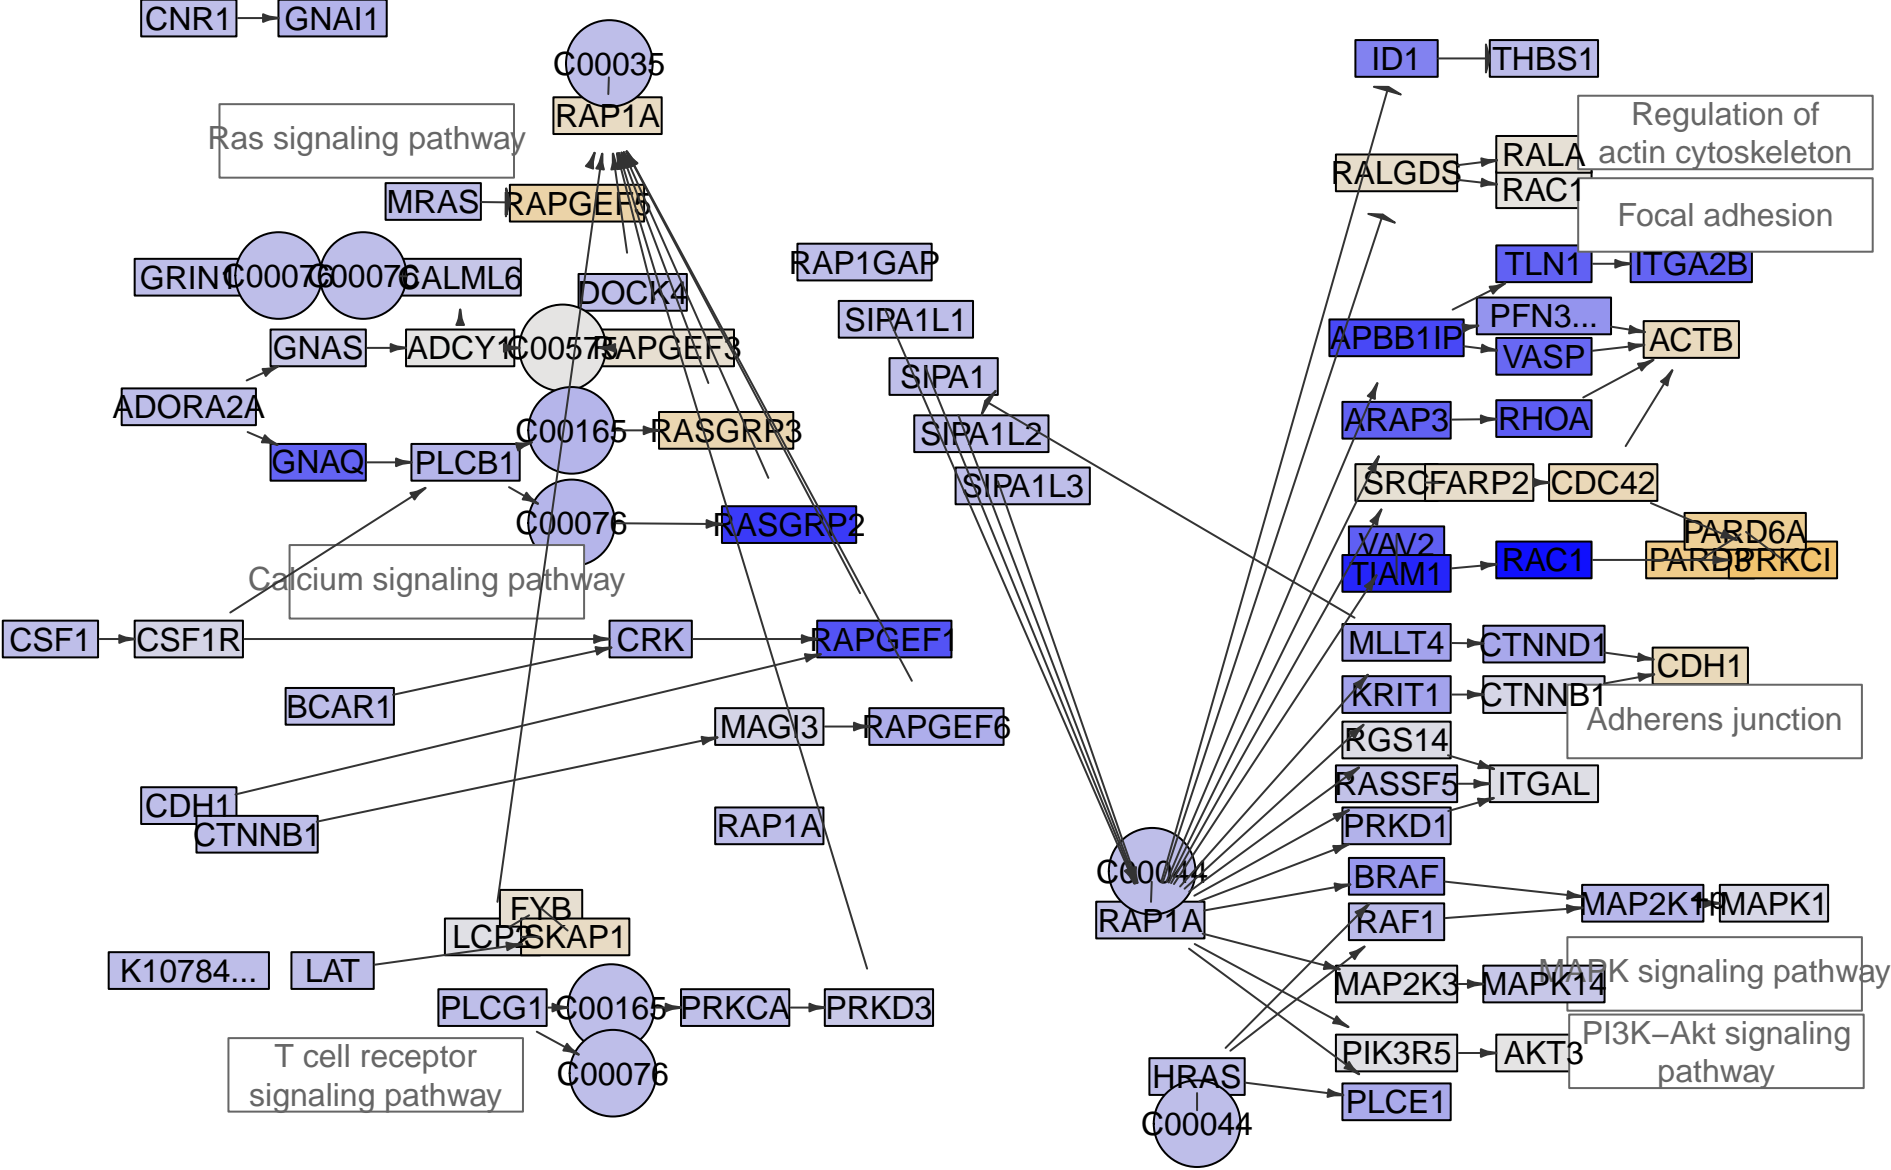 CNR1
GNAI1
C00035
RAP1A
Ras signaling pathway
MRAS
RAPGEF5
GRIN1
C00076
C00076
CALML6
DOCK4
RAP1GAP
SIPA1L1
GNAS
ADCY1
C00575
RAPGEF3
SIPA1
ADORA2A
C00165
RASGRP3
SIPA1L2
GNAQ
PLCB1
SIPA1L3
C00076
RASGRP2
Calcium signaling pathway
CSF1
CSF1R
CRK
RAPGEF1
BCAR1
MAGI3
RAPGEF6
CDH1
CTNNB1
RAP1A
FYB
LCP2
SKAP1
K10784...
LAT
PLCG1
C00165
PRKCA
PRKD3
C00076
T cell receptor
signaling pathway
ID1
THBS1
Regulation of
actin cytoskeleton
RALGDS
RALA
RAC1
Focal adhesion
TLN1
ITGA2B
PFN3...
APBB1IP
VASP
ACTB
ARAP3
RHOA
SRC
FARP2
CDC42
PARD6A
VAV2
TIAM1
RAC1
PARD3
PRKCI
MLLT4
CTNND1
CDH1
KRIT1
CTNNB1
Adherens junction
RGS14
RASSF5
ITGAL
PRKD1
C00044
RAP1A
BRAF
MAP2K1
+p
MAPK1
RAF1
MAP2K3
MAPK14
MAPK signaling pathway
PIK3R5
AKT3
PI3K−Akt signaling
pathway
HRAS
PLCE1
C00044